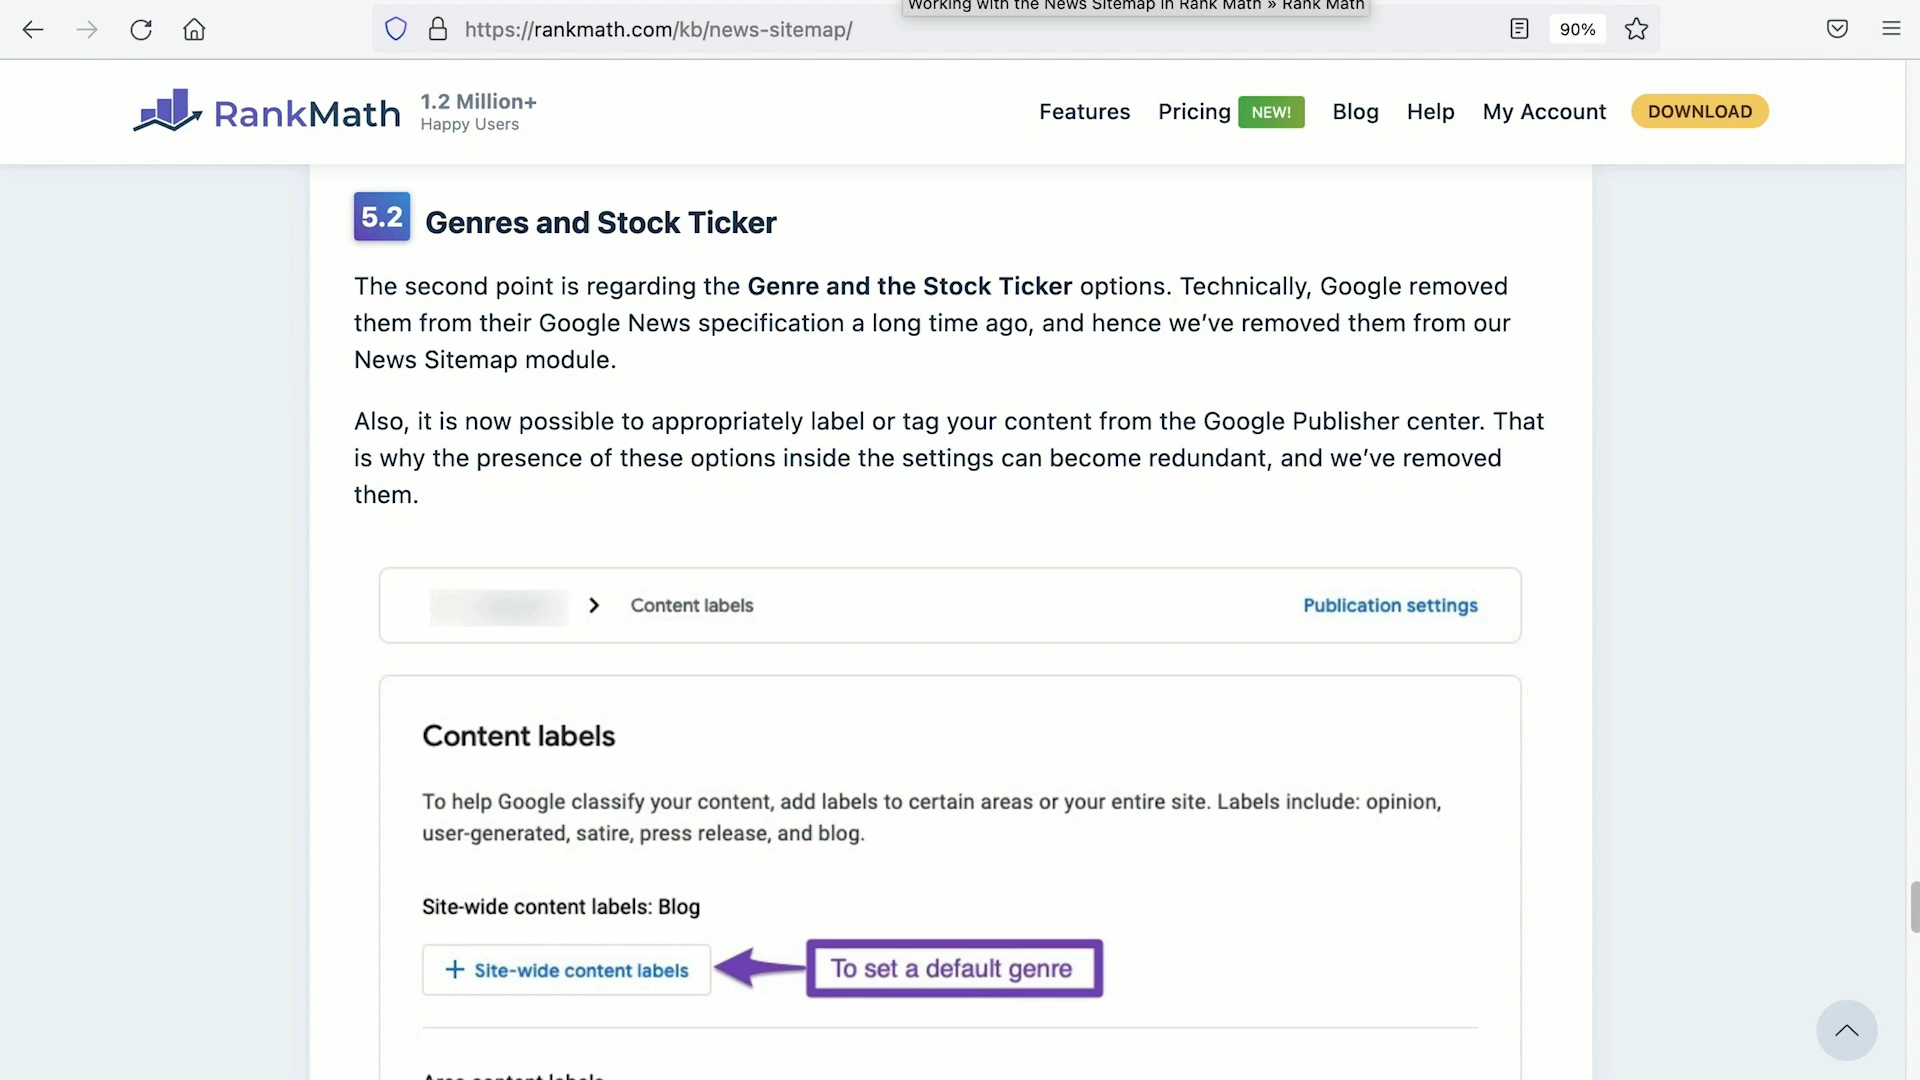 Working with the News Sitemap in Rank Math » Rank Math
https://rankmath.com/kb/news-sitemap/
90%
RankMath
1.2 Million+
Happy Users
Features
Pricing
NEW!
Blog
Help
My Account
DOWNLOAD
5.2
Genres and Stock Ticker
The second point is regarding the Genre and the Stock Ticker options. Technically, Google removed
them from their Google News specification a long time ago, and hence we’ve removed them from our
News Sitemap module.
Also, it is now possible to appropriately label or tag your content from the Google Publisher center. That
is why the presence of these options inside the settings can become redundant, and we’ve removed
them.
Content labels
Publication settings
Content labels
To help Google classify your content, add labels to certain areas or your entire site. Labels include: opinion,
user-generated, satire, press release, and blog.
Site-wide content labels: Blog
+ Site-wide content labels
To set a default genre
Area content labels